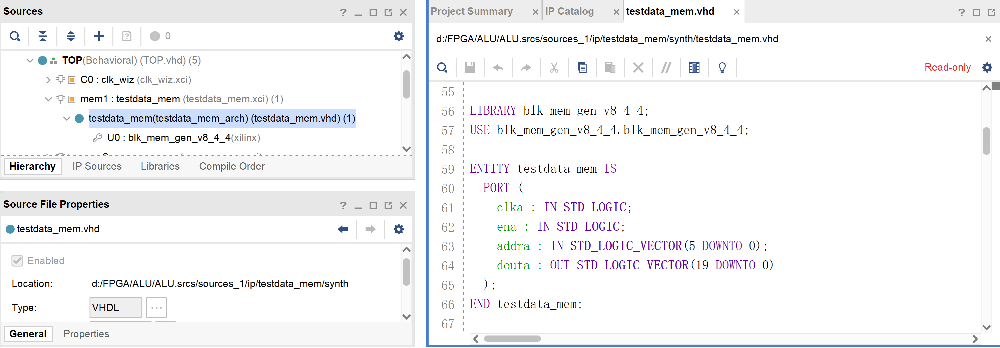 Sources
0
TOP(Behavioral) (TOP.vhd) (5)
C0 : clk_wiz (clk_wiz.xci)
mem1 : testdata_mem (testdata_mem.xci) (1)
testdata_mem(testdata_mem_arch) (testdata_mem.vhd) (1)
U0 : blk_mem_gen_v8_4_4(xilinx)
Hierarchy IP Sources Libraries Compile Order
Source File Properties
testdata_mem.vhd
Enabled
Location: d:/FPGA/ALU/ALU.srcs/sources_1/ip/testdata_mem/synth
Type: VHDL ...
General Properties
Project Summary × IP Catalog × testdata_mem.vhd ×
d:/FPGA/ALU/ALU.srcs/sources_1/ip/testdata_mem/synth/testdata_mem.vhd
Read-only
55
56 LIBRARY blk_mem_gen_v8_4_4;
57 USE blk_mem_gen_v8_4_4.blk_mem_gen_v8_4_4;
58
59 ENTITY testdata_mem IS
60 PORT (
61 clka : IN STD_LOGIC;
62 ena : IN STD_LOGIC;
63 addra : IN STD_LOGIC_VECTOR(5 DOWNTO 0);
64 douta : OUT STD_LOGIC_VECTOR(19 DOWNTO 0)
65 );
66 END testdata_mem;
67